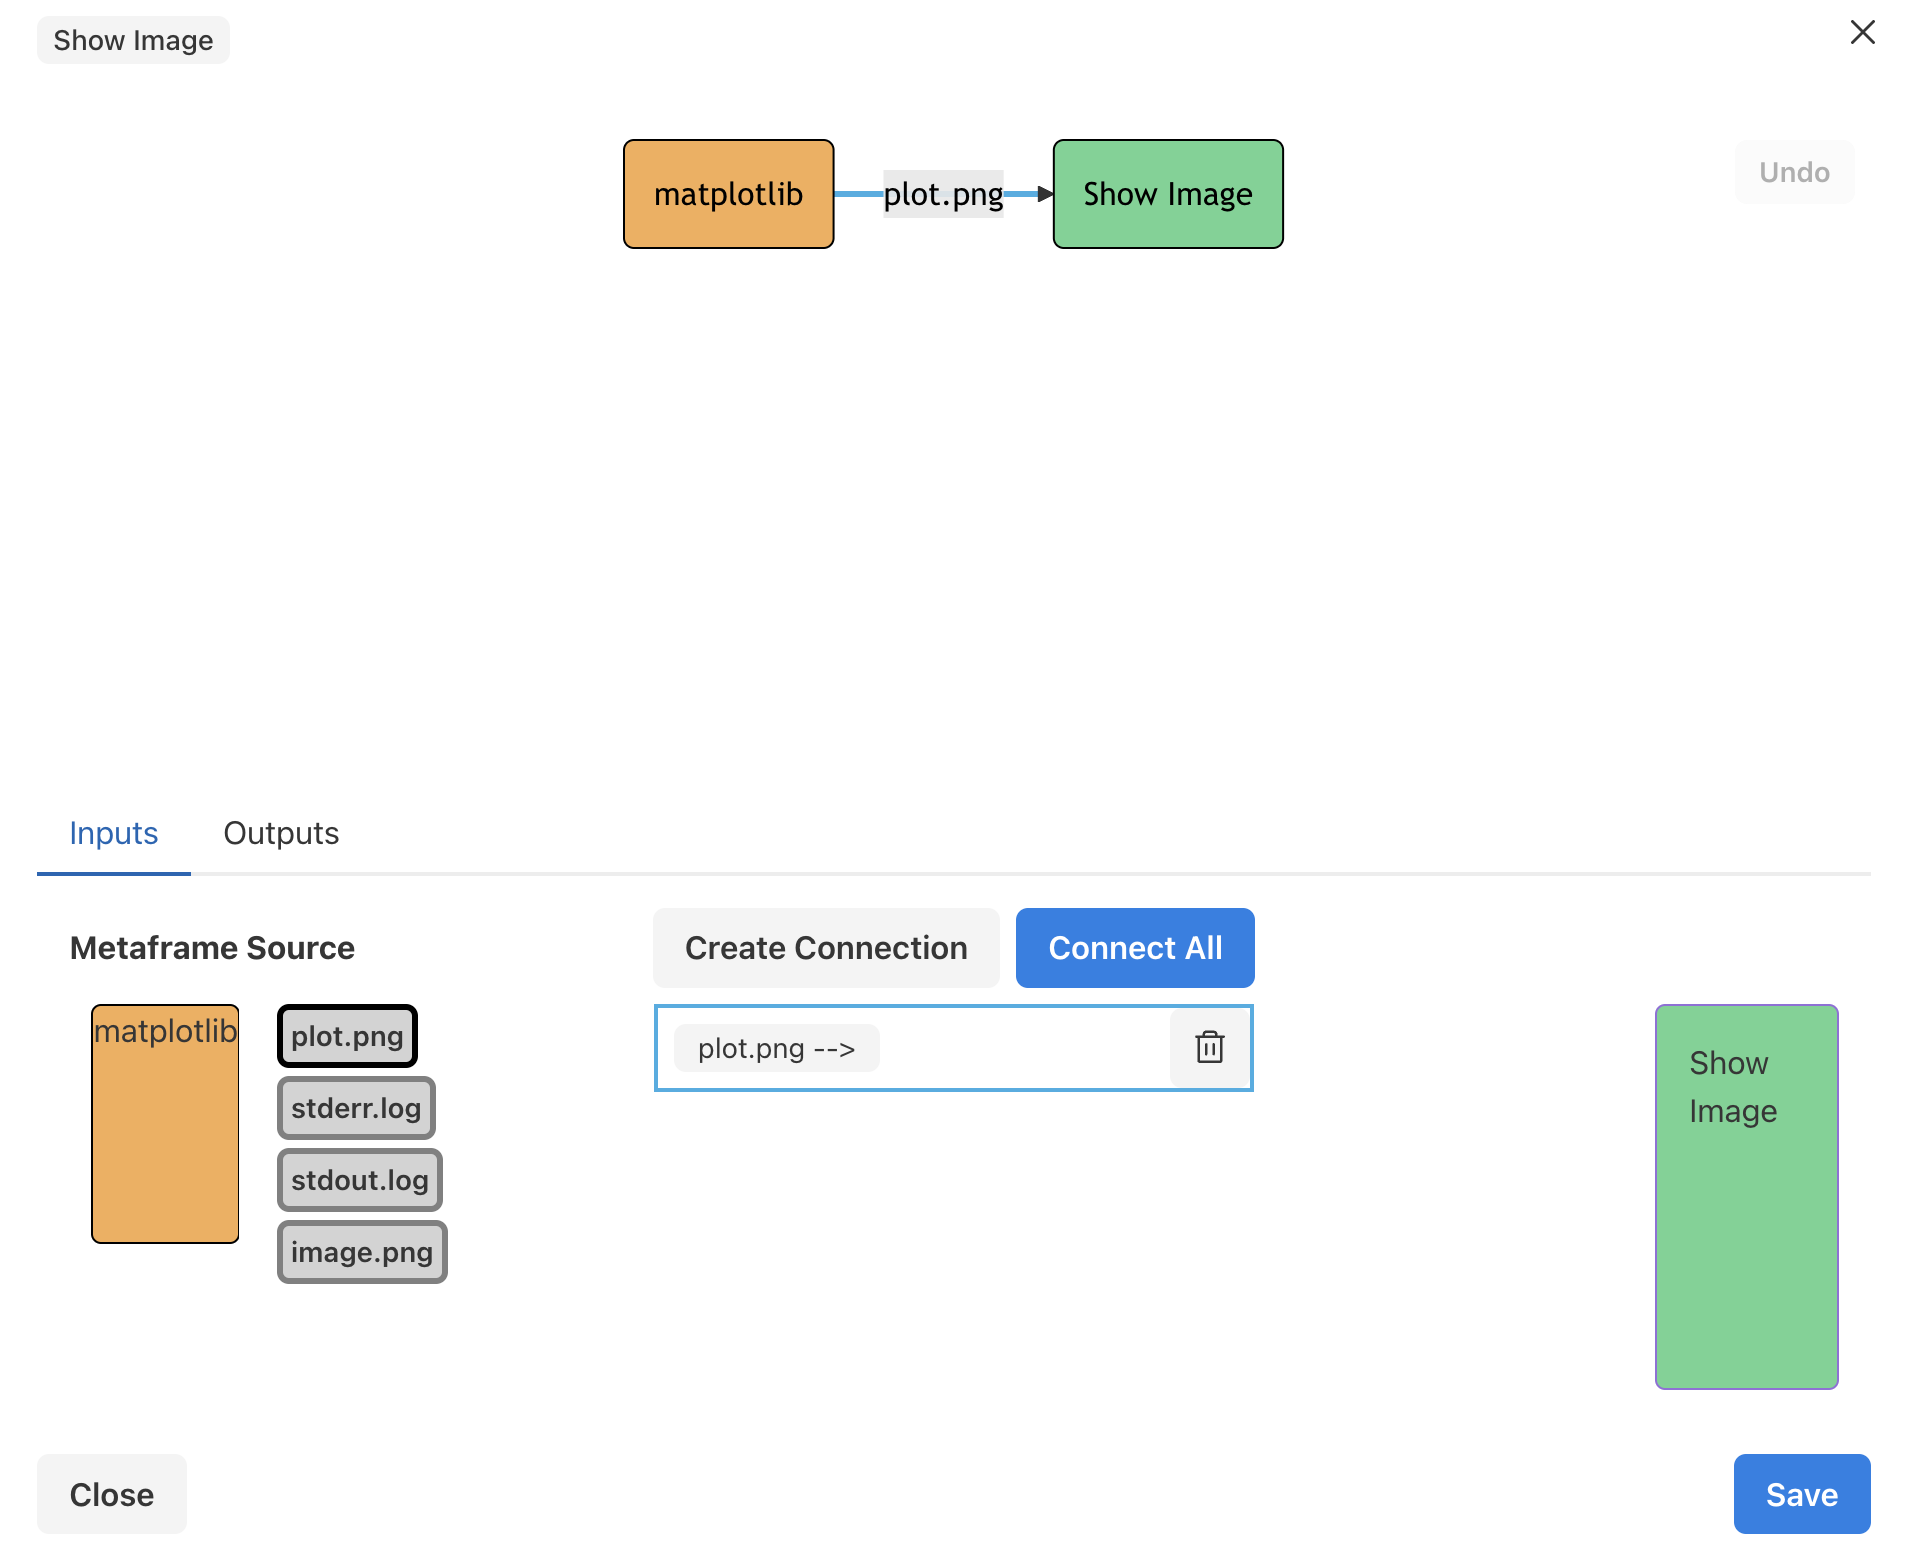 Show Image
matplotlib
plot.png
Show Image
Undo
Inputs
Outputs
Metaframe Source
Create Connection
Connect All
matplotlib
plot.png
stderr.log
stdout.log
image.png
plot.png -->
Show
Image
Close
Save